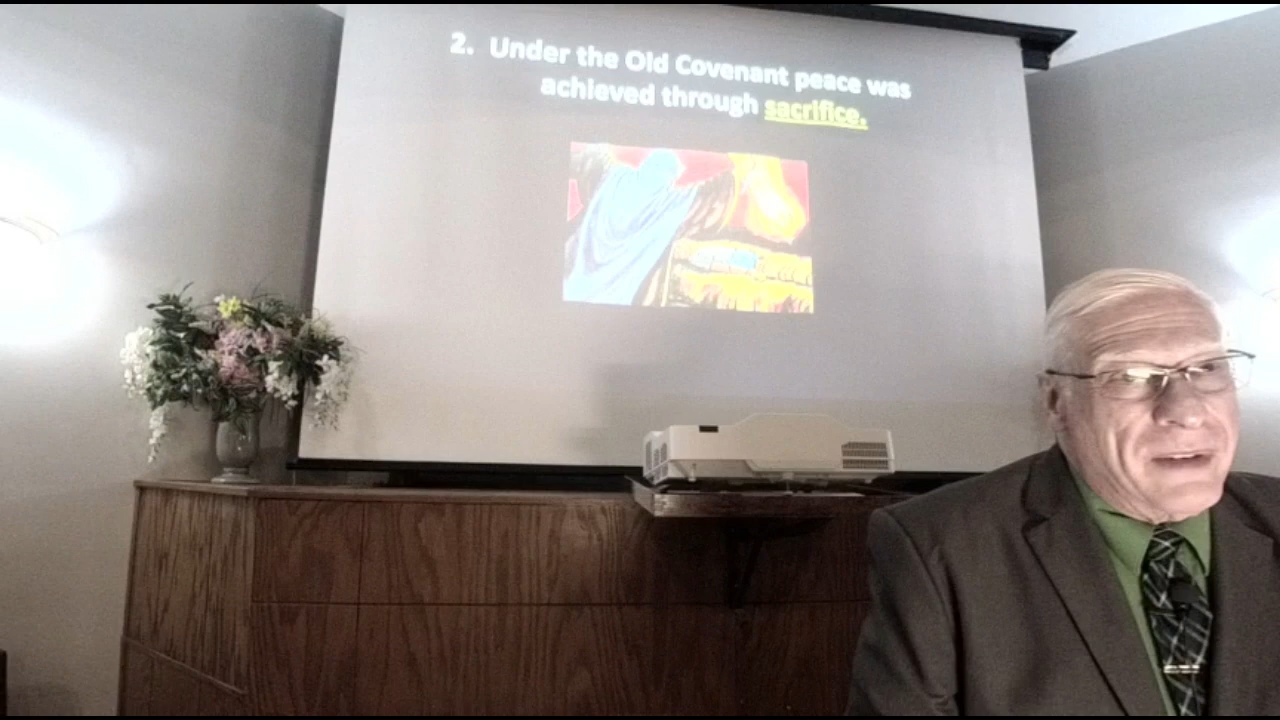 2. Under the Old Covenant peace was
achieved through sacrifice.